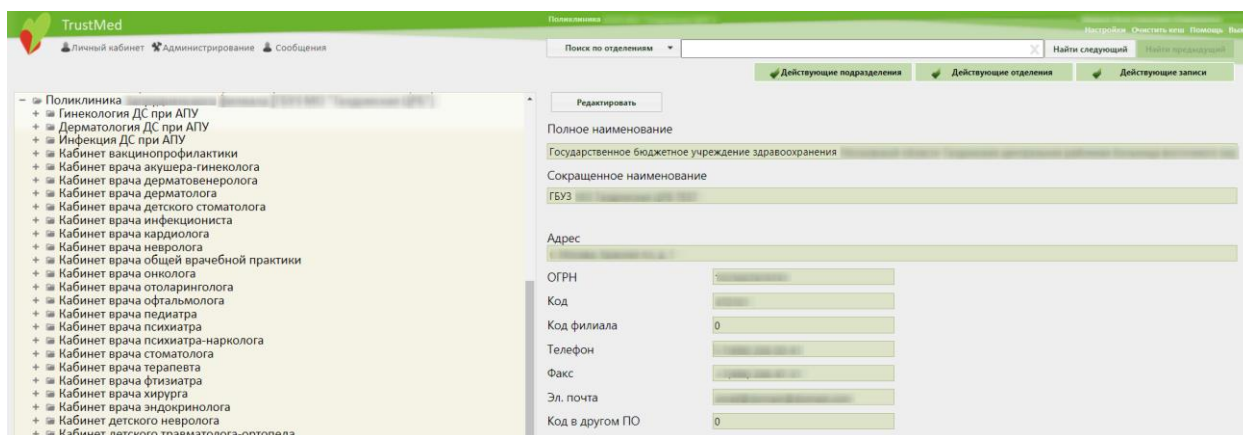 TrustMed
Поликлиника
Настройки Очистить кеш Помощь
Личный кабинет Администрирование Сообщения
Поиск по отделениям
Найти следующий Найти предыдущий
Действующие подразделения Действующие отделения Действующие записи
Поликлиника
Гинекология ДС при АПУ
Дерматология ДС при АПУ
Инфекция ДС при АПУ
Кабинет вакцинопрофилактики
Кабинет врача акушера-гинеколога
Кабинет врача дерматовенеролога
Кабинет врача дерматолога
Кабинет врача детского стоматолога
Кабинет врача инфекциониста
Кабинет врача кардиолога
Кабинет врача невролога
Кабинет врача общей врачебной практики
Кабинет врача онколога
Кабинет врача отоларинголога
Кабинет врача офтальмолога
Кабинет врача педиатра
Кабинет врача психиатра
Кабинет врача психиатра-нарколога
Кабинет врача стоматолога
Кабинет врача терапевта
Кабинет врача фтизиатра
Кабинет врача хирурга
Кабинет врача эндокринолога
Кабинет детского невролога
Кабинет детского травматолога-ортопеда
Редактировать
Полное наименование
Государственное бюджетное учреждение здравоохранения
Сокращенное наименование
ГБУЗ
Адрес
ОГРН
Код
Код филиала 0
Телефон
Факс
Эл. почта
Код в другом ПО 0